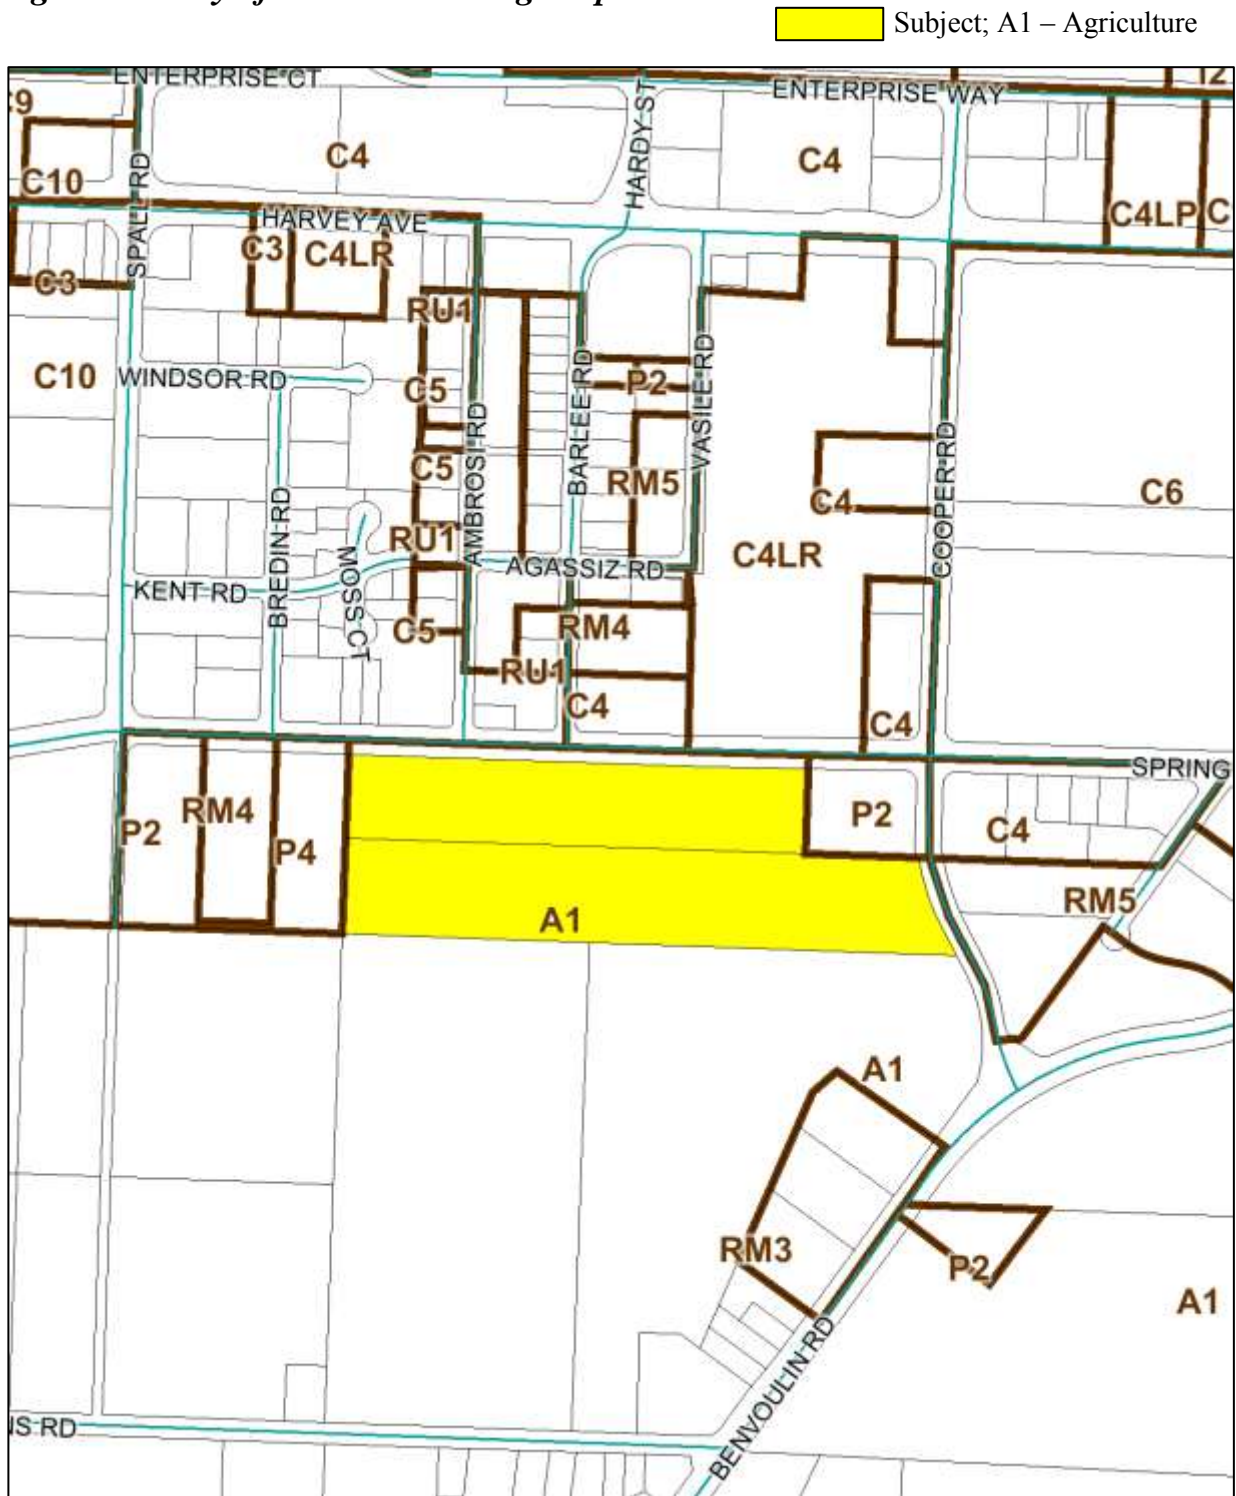 Subject; A1 – Agriculture
ENTERPRISE CT
ENTERPRISE WAY
C4
HARDY ST
C4
C10
SPALL RD
HARVEY AVE
C4LP
C3
C4LR
C3
RU1
C10
WINDSOR RD
C5
BARLEE RD
P2
VASILE RD
AMBROSI RD
C5
RM5
C4
COOPER RD
C6
BREDIN RD
RU1
AGASSIZ RD
C4LR
KENT RD
MOSS CT
C5
RM4
RU1
C4
C4
SPRING
P2
RM4
P4
P2
C4
A1
RM5
A1
RM3
P2
A1
BENVOULIN RD
NS RD